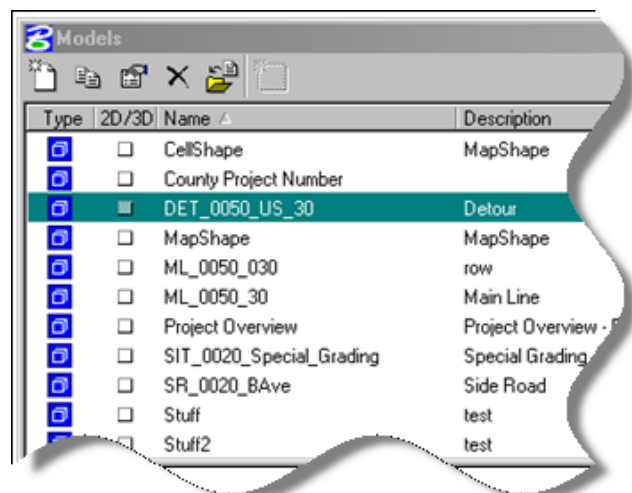 Models
Type 2D/3D Name Description
CellShape MapShape
County Project Number
DET_0050_US_30 Detour
MapShape MapShape
ML_0050_030 row
ML_0050_30 Main Line
Project Overview Project Overview -
SIT_0020_Special_Grading Special Grading
SR_0020_BAve Side Road
Stuff test
Stuff2 test